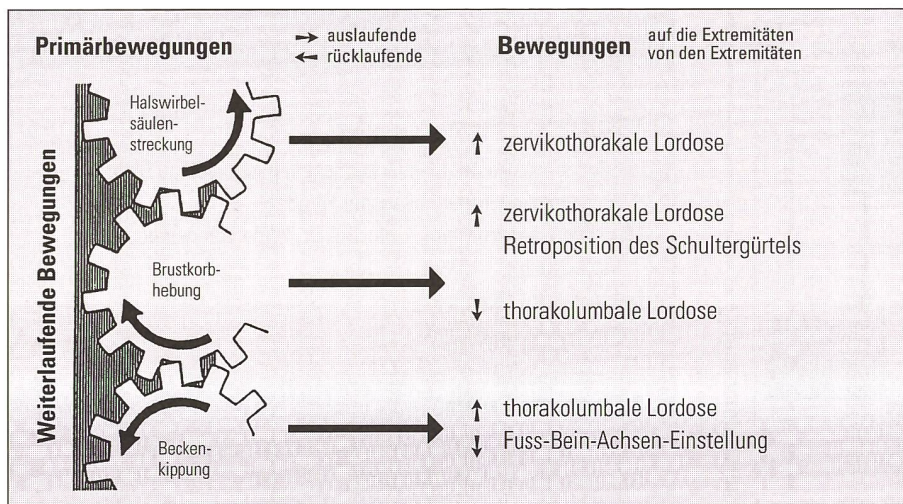 Primärbewegungen
→ auslaufende
← rücklaufende
Bewegungen
auf die Extremitäten
von den Extremitäten
Weiterlaufende Bewegungen
Halswirbel-
säulen-
streckung
↑ zervikothorakale Lordose
Brustkorb-
hebung
↑ zervikothorakale Lordose
Retroposition des Schultergürtels
↓ thorakolumbale Lordose
Becken-
kippung
↑ thorakolumbale Lordose
↓ Fuss-Bein-Achsen-Einstellung